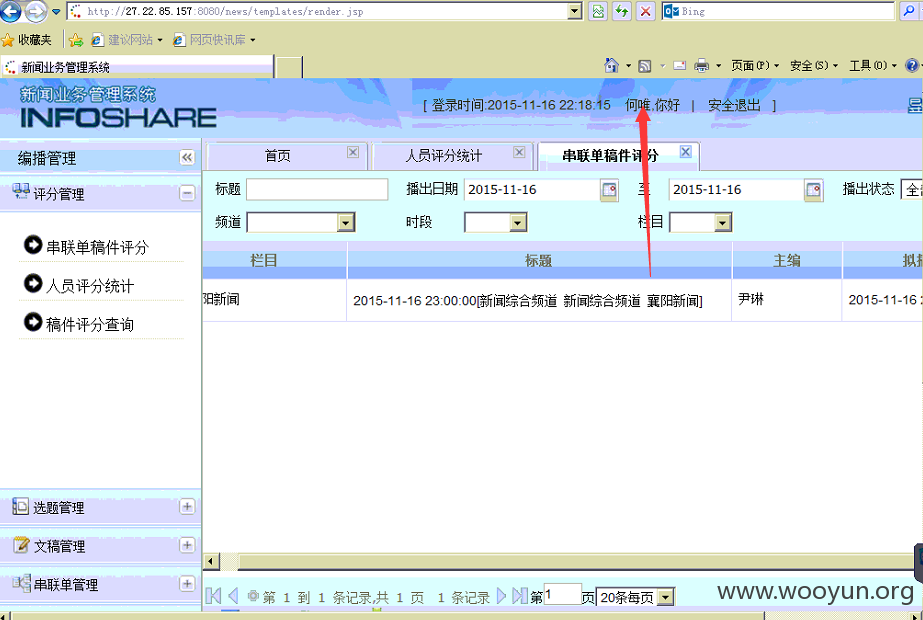 http://27.22.85.157:8080/news/templates/render.jsp Bing
收藏夹 建议网站 网页快讯库
新闻业务管理系统 页面(P) 安全(S) 工具(O)
新闻业务管理系统
INFOSHARE
[ 登录时间:2015-11-16 22:18:15 何唯,你好 | 安全退出 ]
编播管理 首页 人员评分统计 串联单稿件评分
评分管理 标题 播出日期 2015-11-16 至 2015-11-16 播出状态
频道 时段 栏目
串联单稿件评分 栏目 标题 主编
人员评分统计 阳新闻 2015-11-16 23:00:00[新闻综合频道 新闻综合频道 襄阳新闻] 尹琳 2015-11-16
稿件评分查询
选题管理
文稿管理
串联单管理
第 1 到 1 条记录,共 1 页 1 条记录 第 1 页 20条每页
www.wooyun.org